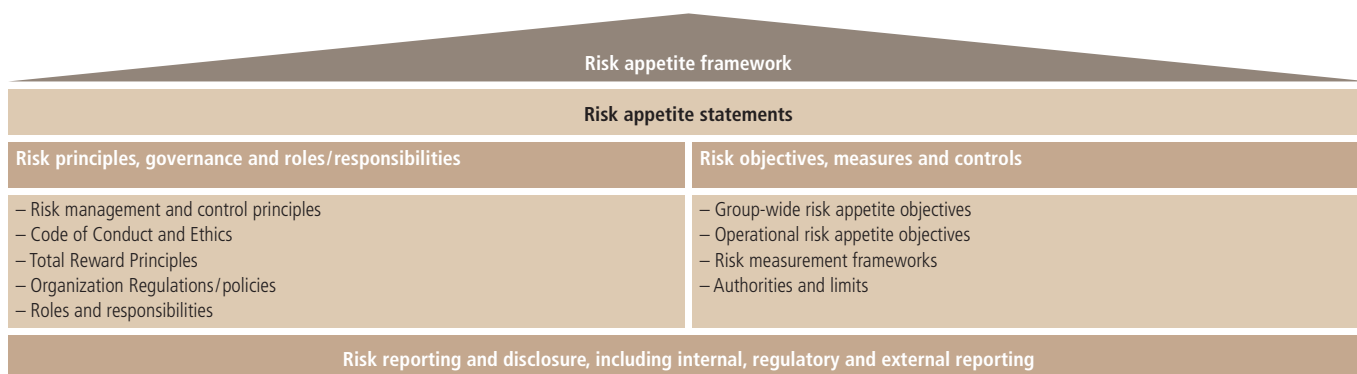 Risk appetite framework
Risk appetite statements
Risk principles, governance and roles/responsibilities
– Risk management and control principles
– Code of Conduct and Ethics
– Total Reward Principles
– Organization Regulations/policies
– Roles and responsibilities
Risk objectives, measures and controls
– Group-wide risk appetite objectives
– Operational risk appetite objectives
– Risk measurement frameworks
– Authorities and limits
Risk reporting and disclosure, including internal, regulatory and external reporting